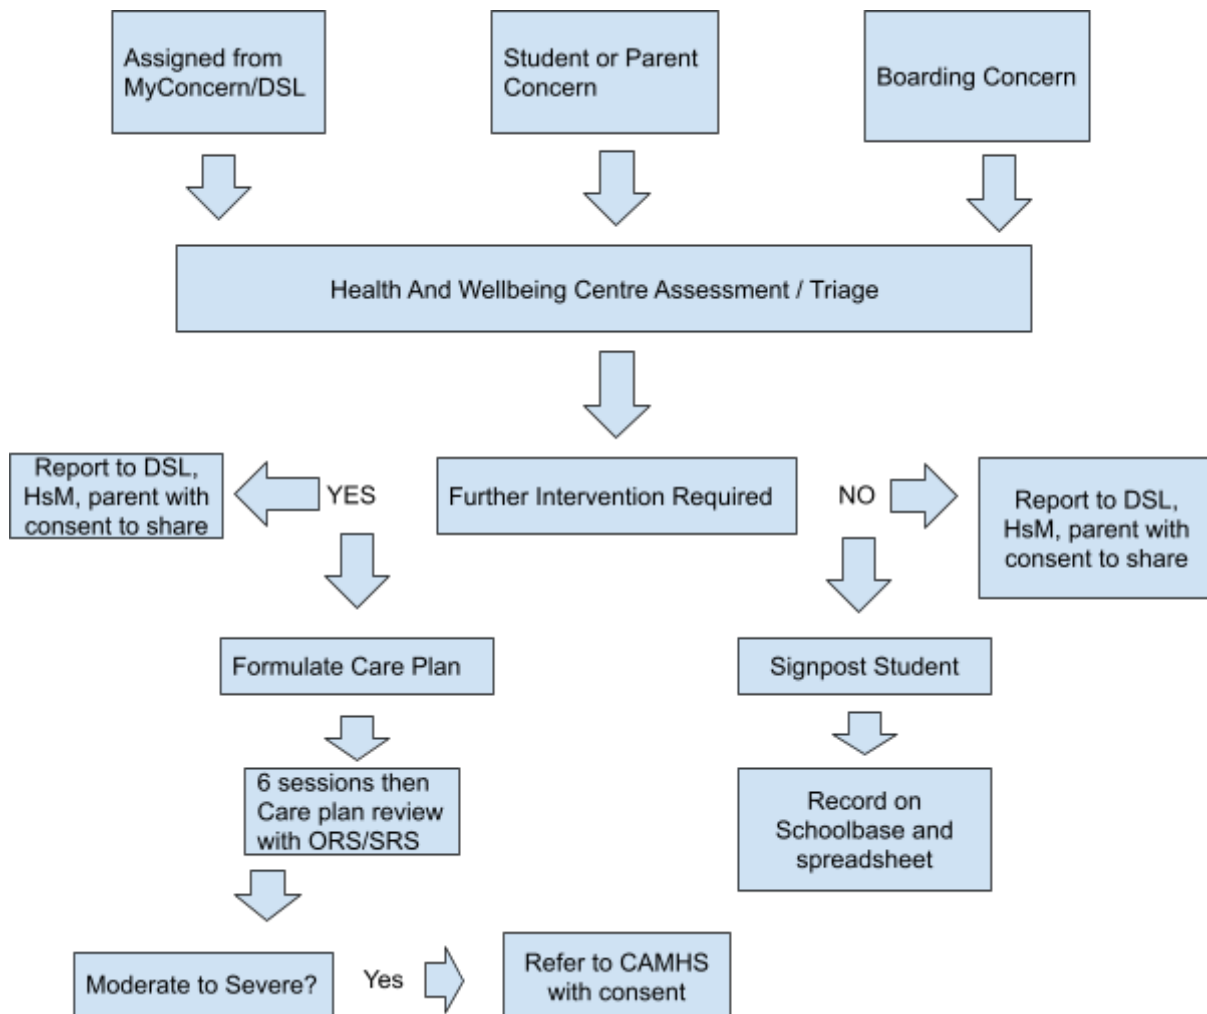 Assigned from
MyConcern/DSL
Student or Parent
Concern
Boarding Concern
Health And Wellbeing Centre Assessment / Triage
Report to DSL,
HsM, parent with
consent to share
YES
Further Intervention Required
NO
Report to DSL,
HsM, parent with
consent to share
Formulate Care Plan
Signpost Student
6 sessions then
Care plan review
with ORS/SRS
Record on
Schoolbase and
spreadsheet
Moderate to Severe?
Yes
Refer to CAMHS
with consent